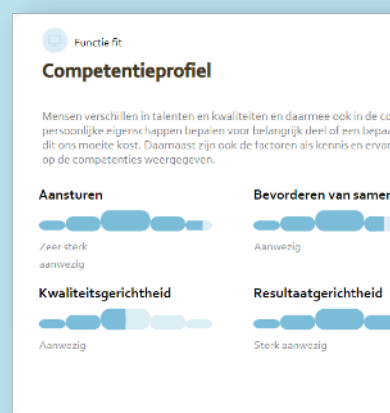 Functie fit
Competentieprofiel
Mensen verschillen in talenten en kwaliteiten en daarmee ook in de co
persoonlijke eigenschappen bepalen voor belangrijk deel of een bepaa
dit ons moeite kost. Daarnaast zijn ook de factoren als kennis en ervar
op de competenties weergegeven.
Aansturen
Bevorderen van samer
Zeer sterk
aanwezig
Aanwezig
Kwaliteitsgerichtheid
Resultaatgerichtheid
Aanwezig
Sterk aanwezig